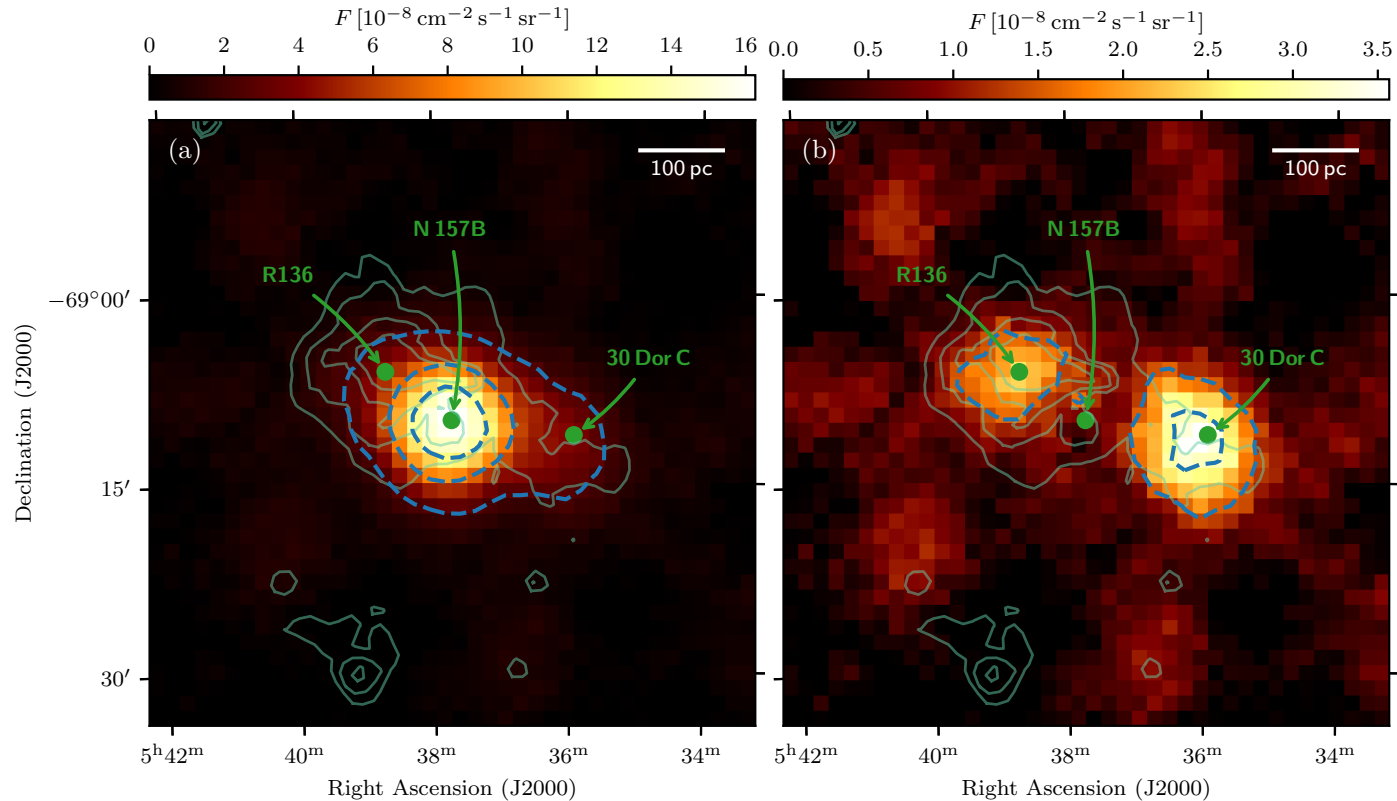 F [10⁻⁸ cm⁻² s⁻¹ sr⁻¹]
0 2 4 6 8 10 12 14 16
(a)
100 pc
N 157B
R136
30 Dor C
−69°00′
15′
30′
Declination (J2000)
5ʰ42ᵐ 40ᵐ 38ᵐ 36ᵐ 34ᵐ
Right Ascension (J2000)
F [10⁻⁸ cm⁻² s⁻¹ sr⁻¹]
0.0 0.5 1.0 1.5 2.0 2.5 3.0 3.5
(b)
100 pc
N 157B
R136
30 Dor C
5ʰ42ᵐ 40ᵐ 38ᵐ 36ᵐ 34ᵐ
Right Ascension (J2000)